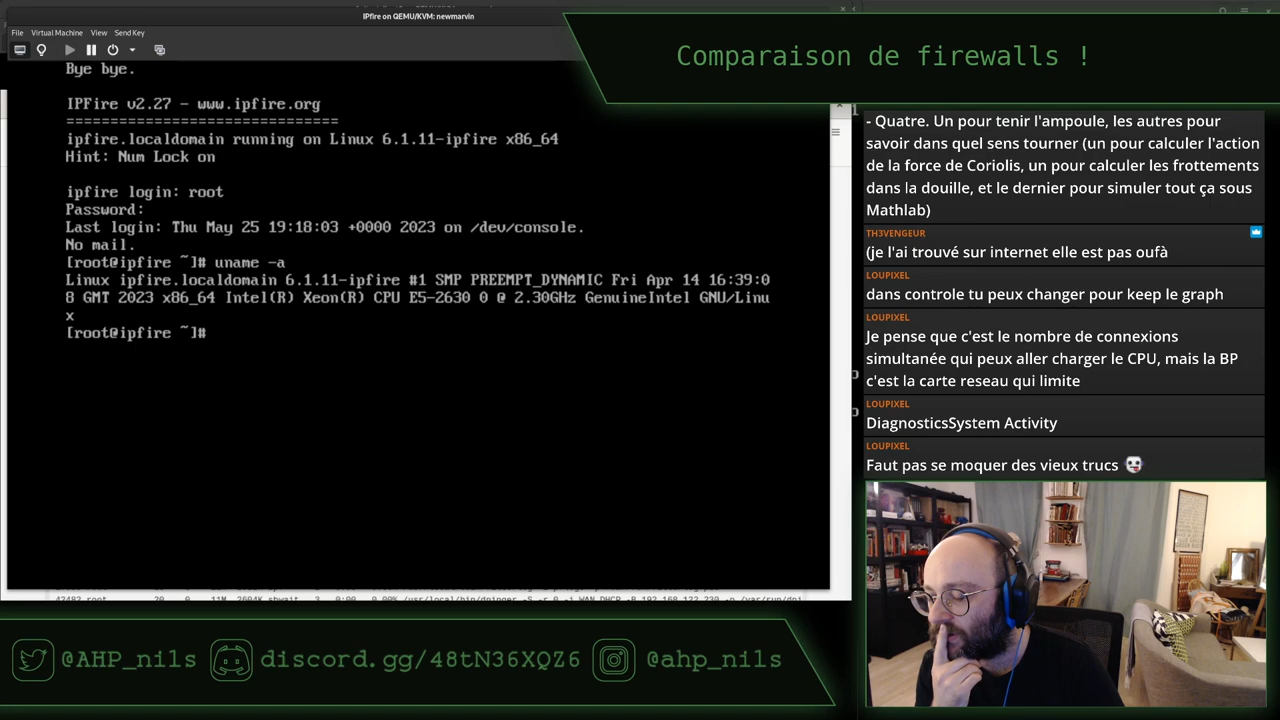 IPfire on QEMU/KVM: newmarvin
File Virtual Machine View Send Key
Bye bye.
IPFire v2.27 - www.ipfire.org
==============================
ipfire.localdomain running on Linux 6.1.11-ipfire x86_64
Hint: Num Lock on
ipfire login: root
Password:
Last login: Thu May 25 19:18:03 +0000 2023 on /dev/console.
No mail.
[root@ipfire ~]# uname -a
Linux ipfire.localdomain 6.1.11-ipfire #1 SMP PREEMPT_DYNAMIC Fri Apr 14 16:39:0
8 GMT 2023 x86_64 Intel(R) Xeon(R) CPU E5-2630 0 @ 2.30GHz GenuineIntel GNU/Linu
x
[root@ipfire ~]#
Comparaison de firewalls !
- Quatre. Un pour tenir l'ampoule, les autres pour
savoir dans quel sens tourner (un pour calculer l'action
de la force de Coriolis, un pour calculer les frottements
dans la douille, et le dernier pour simuler tout ça sous
Mathlab)
TH3VENGEUR
(je l'ai trouvé sur internet elle est pas oufà
LOUPIXEL
dans controle tu peux changer pour keep le graph
LOUPIXEL
Je pense que c'est le nombre de connexions
simultanée qui peux aller charger le CPU, mais la BP
c'est la carte reseau qui limite
LOUPIXEL
DiagnosticsSystem Activity
LOUPIXEL
Faut pas se moquer des vieux trucs
@AHP_nils discord.gg/48tN36XQZ6 @ahp_nils